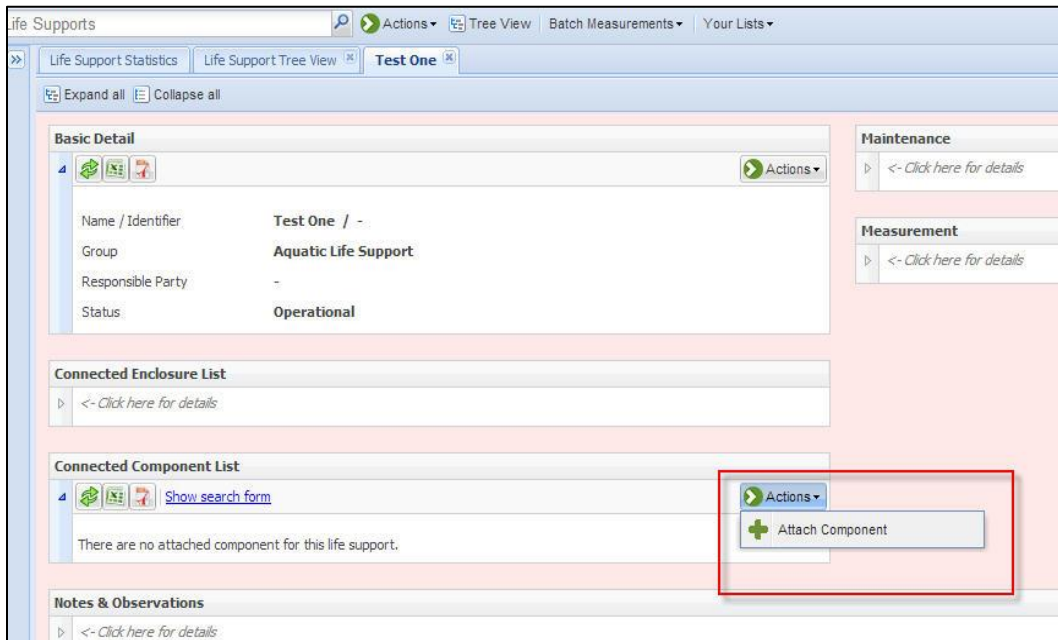 ife Supports Actions Tree View Batch Measurements Your Lists
Life Support Statistics Life Support Tree View Test One
Expand all Collapse all
Basic Detail
Actions
Name / Identifier Test One / -
Group Aquatic Life Support
Responsible Party -
Status Operational
Connected Enclosure List
<- Click here for details
Connected Component List
Show search form Actions
Attach Component
There are no attached component for this life support.
Notes & Observations
<- Click here for details
Maintenance
<- Click here for details
Measurement
<- Click here for details